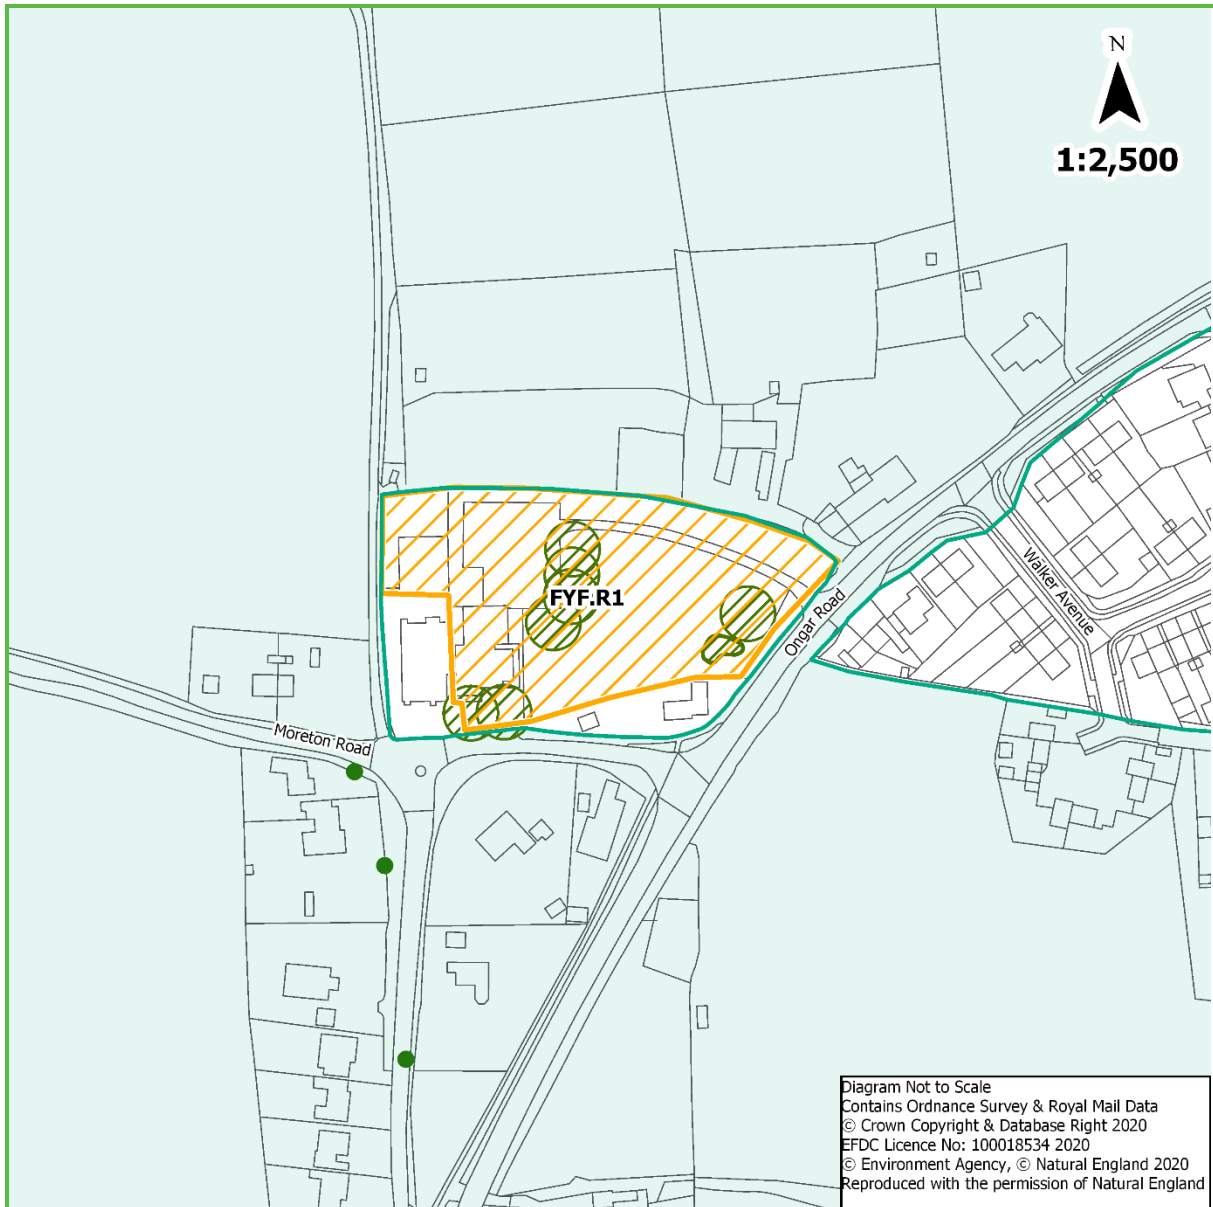 N
1:2,500
FYF.R1
Ongar Road
Walker Avenue
Moreton Road
Diagram Not to Scale
Contains Ordnance Survey & Royal Mail Data
© Crown Copyright & Database Right 2020
EFDC Licence No: 100018534 2020
© Environment Agency, © Natural England 2020
Reproduced with the permission of Natural England